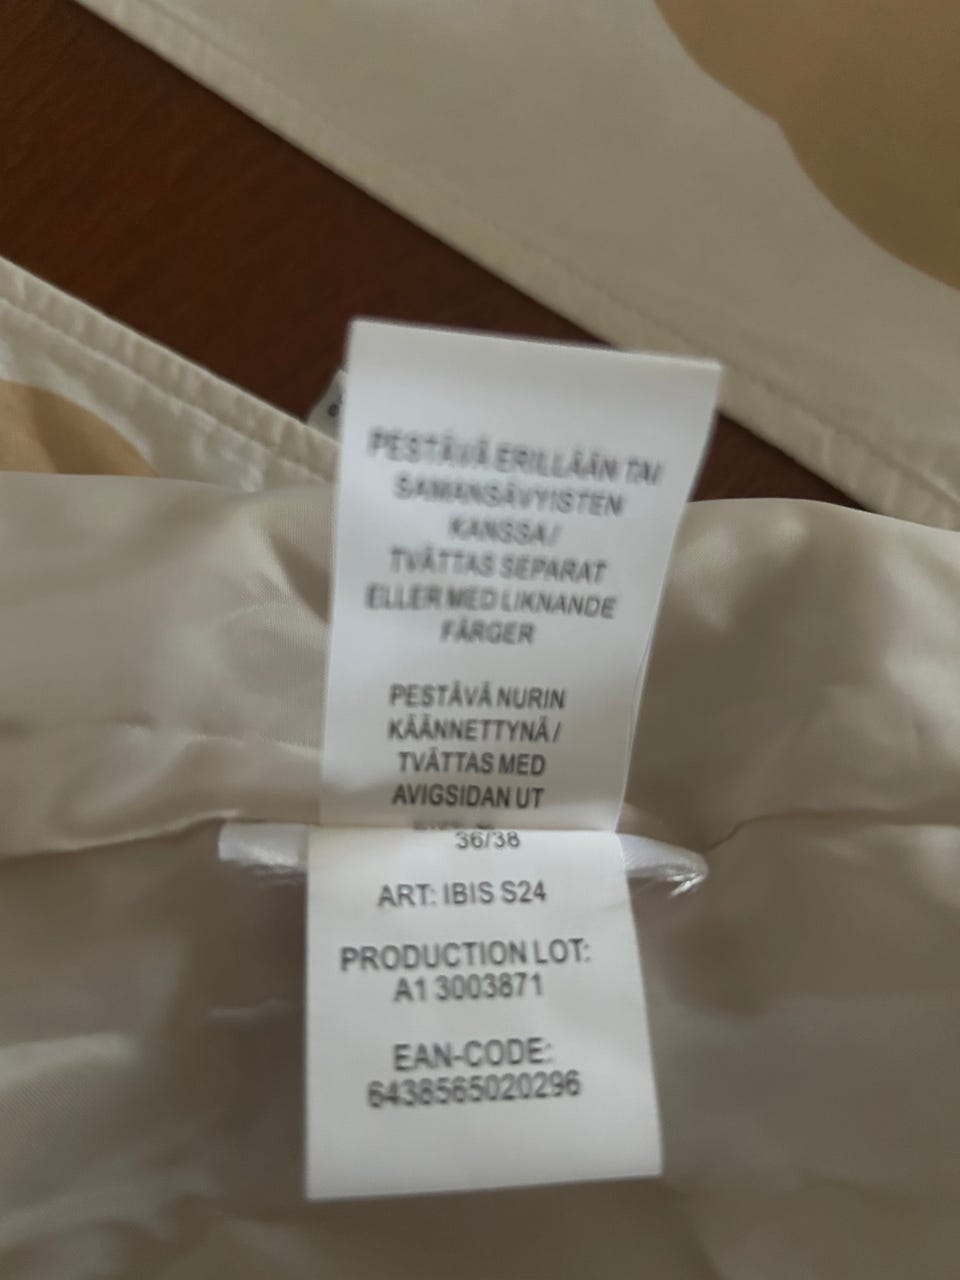 PESTÄVÄ ERILLÄÄN TAI
SAMANSÄVYISTEN
KANSSA/
TVÄTTAS SEPARAT
ELLER MED LIKNANDE
FÄRGER
PESTÄVÄ NURIN
KÄÄNNETTYNÄ/
TVÄTTAS MED
AVIGSIDAN UT
36/38
ART: IBIS S24
PRODUCTION LOT:
A1 3003871
EAN-CODE:
6438565020296